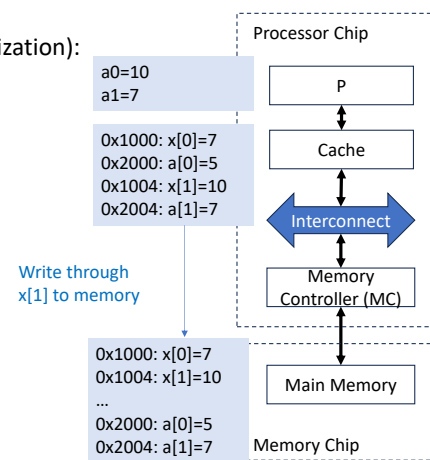 ization):
Processor Chip
a0=10
a1=7
P
0x1000: x[0]=7
0x2000: a[0]=5
0x1004: x[1]=10
0x2004: a[1]=7
Cache
Interconnect
Write through
x[1] to memory
Memory
Controller (MC)
0x1000: x[0]=7
0x1004: x[1]=10
...
0x2000: a[0]=5
0x2004: a[1]=7
Main Memory
Memory Chip